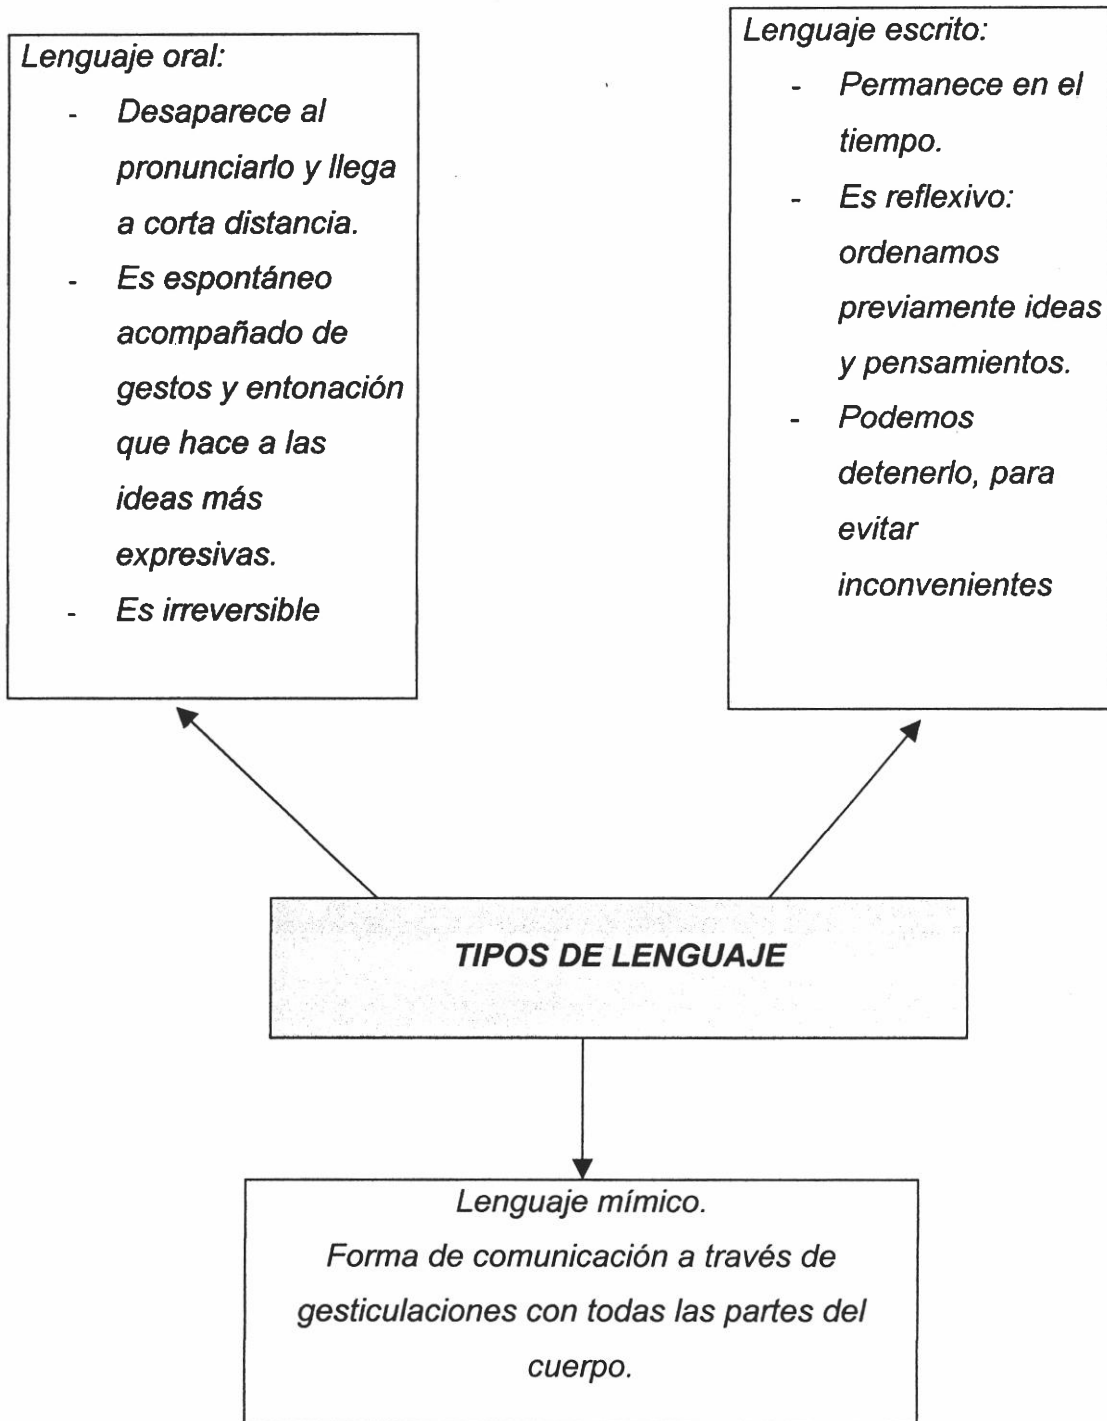 Lenguaje oral:
- Desaparece al
pronunciarlo y llega
a corta distancia.
- Es espontáneo
acompañado de
gestos y entonación
que hace a las
ideas más
expresivas.
- Es irreversible
Lenguaje escrito:
- Permanece en el
tiempo.
- Es reflexivo:
ordenamos
previamente ideas
y pensamientos.
- Podemos
detenerlo, para
evitar
inconvenientes
TIPOS DE LENGUAJE
Lenguaje mímico.
Forma de comunicación a través de
gesticulaciones con todas las partes del
cuerpo.